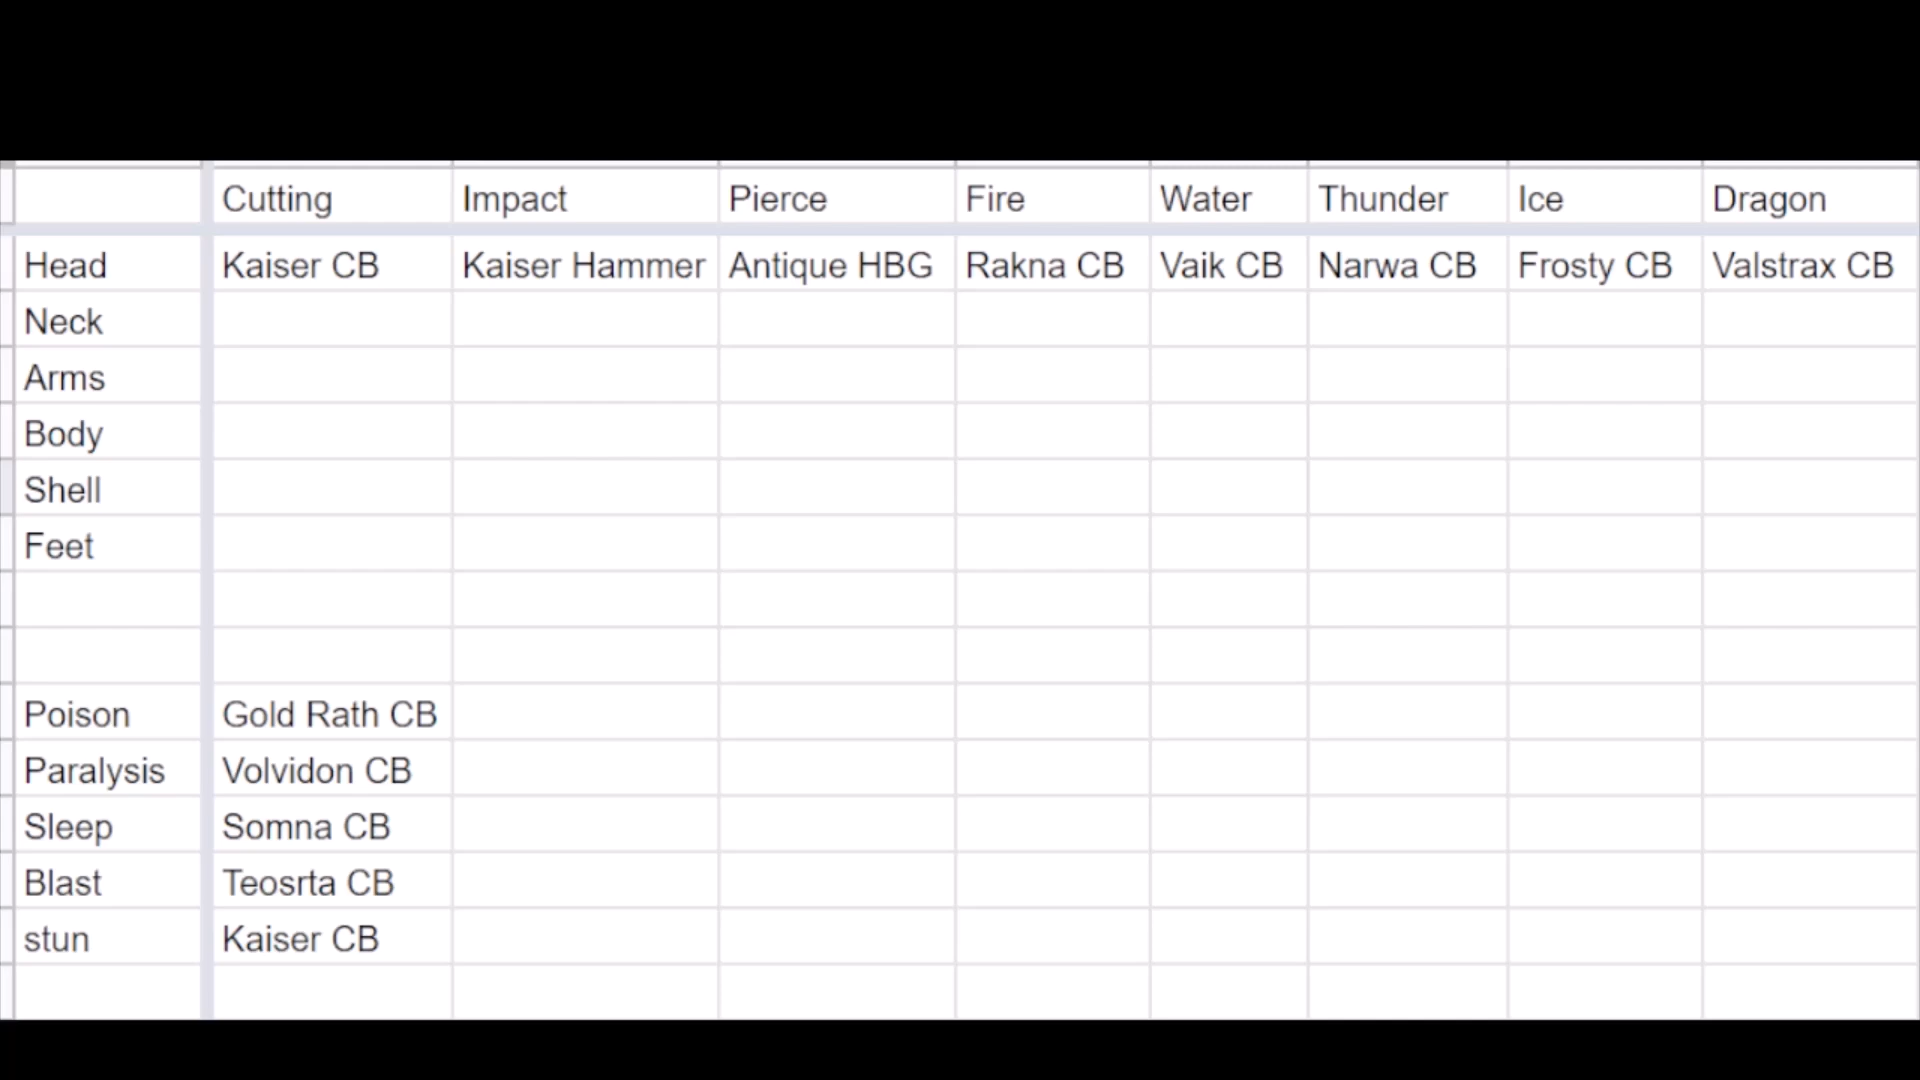 Cutting Impact Pierce Fire Water Thunder Ice Dragon
Head Kaiser CB Kaiser Hammer Antique HBG Rakna CB Vaik CB Narwa CB Frosty CB Valstrax CB
Neck
Arms
Body
Shell
Feet
Poison Gold Rath CB
Paralysis Volvidon CB
Sleep Somna CB
Blast Teosrta CB
stun Kaiser CB